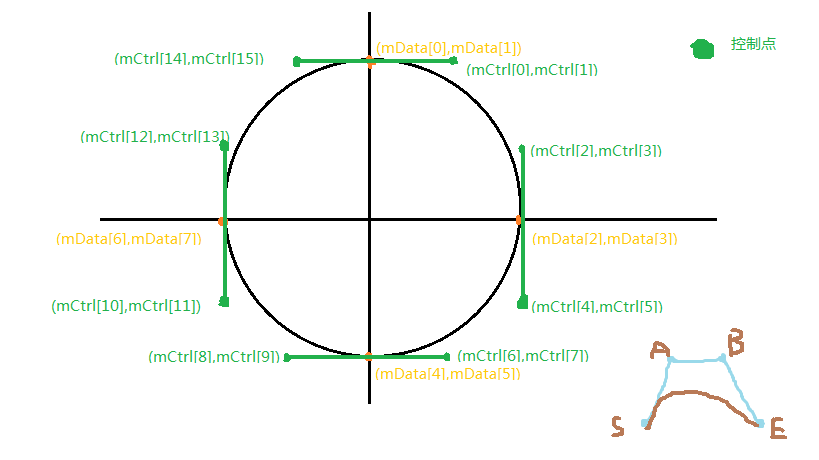 (mData[0],mData[1])
控制点
(mCtrl[14],mCtrl[15])
(mCtrl[0],mCtrl[1])
(mCtrl[12],mCtrl[13])
(mCtrl[2],mCtrl[3])
(mData[6],mData[7])
(mData[2],mData[3])
(mCtrl[10],mCtrl[11])
(mCtrl[4],mCtrl[5])
(mCtrl[8],mCtrl[9])
(mCtrl[6],mCtrl[7])
(mData[4],mData[5])
A
B
S
E